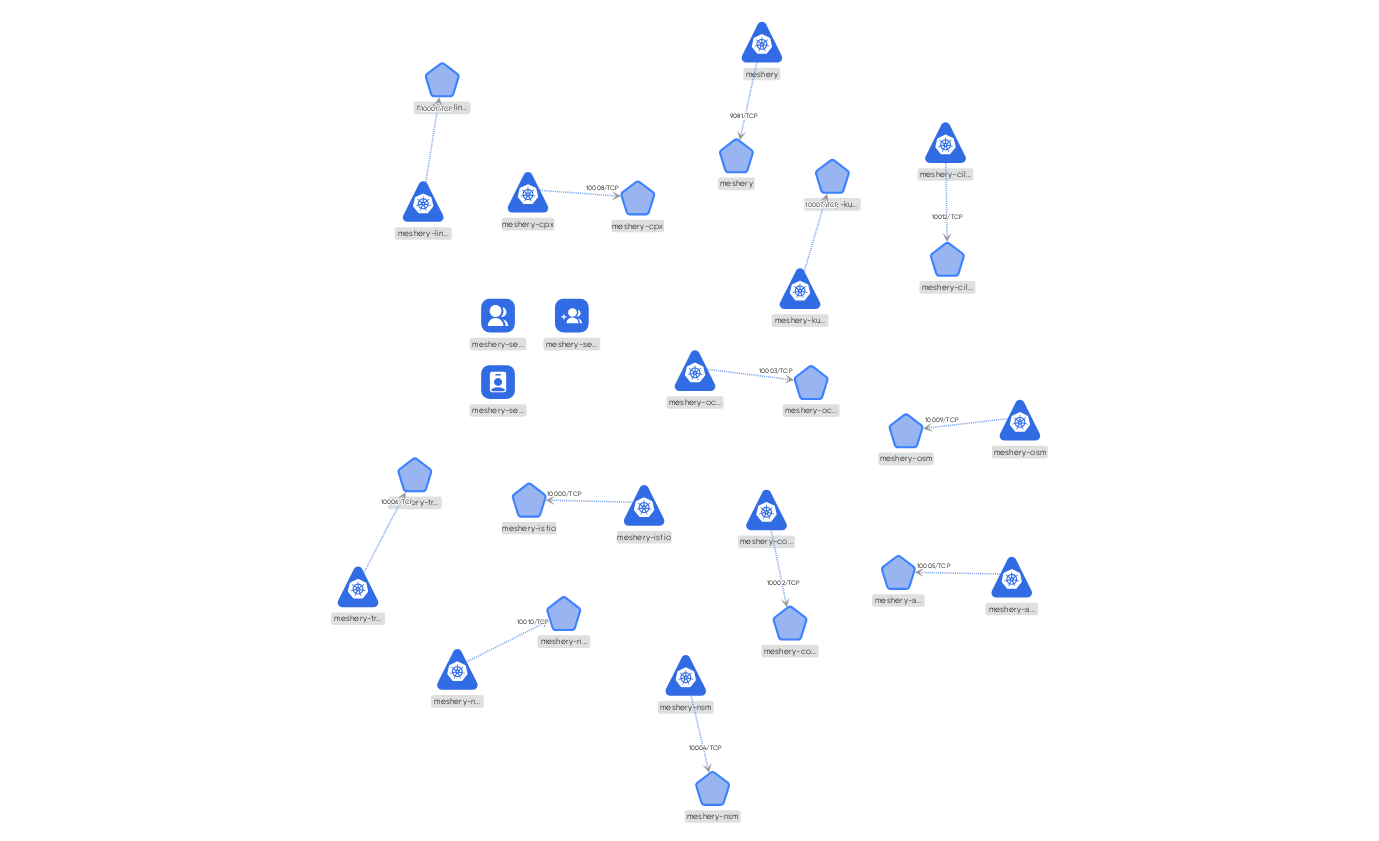 meshery
9081/TCP
meshery
10001/TCP
lin...
meshery-lin...
10008/TCP
meshery-cpx
meshery-cpx
10007/TCP
-ku...
meshery-ku...
meshery-cil...
10012/TCP
meshery-cil...
meshery-se...
meshery-se...
meshery-se...
10003/TCP
meshery-oc...
meshery-oc...
10009/TCP
meshery-osm
meshery-osm
10006/TCP
ery-tr...
meshery-tr...
10000/TCP
meshery-istio
meshery-istio
meshery-co...
10002/TCP
meshery-co...
10005/TCP
meshery-a...
meshery-a...
10010/TCP
meshery-n...
meshery-n...
meshery-nsm
10004/TCP
meshery-nsm